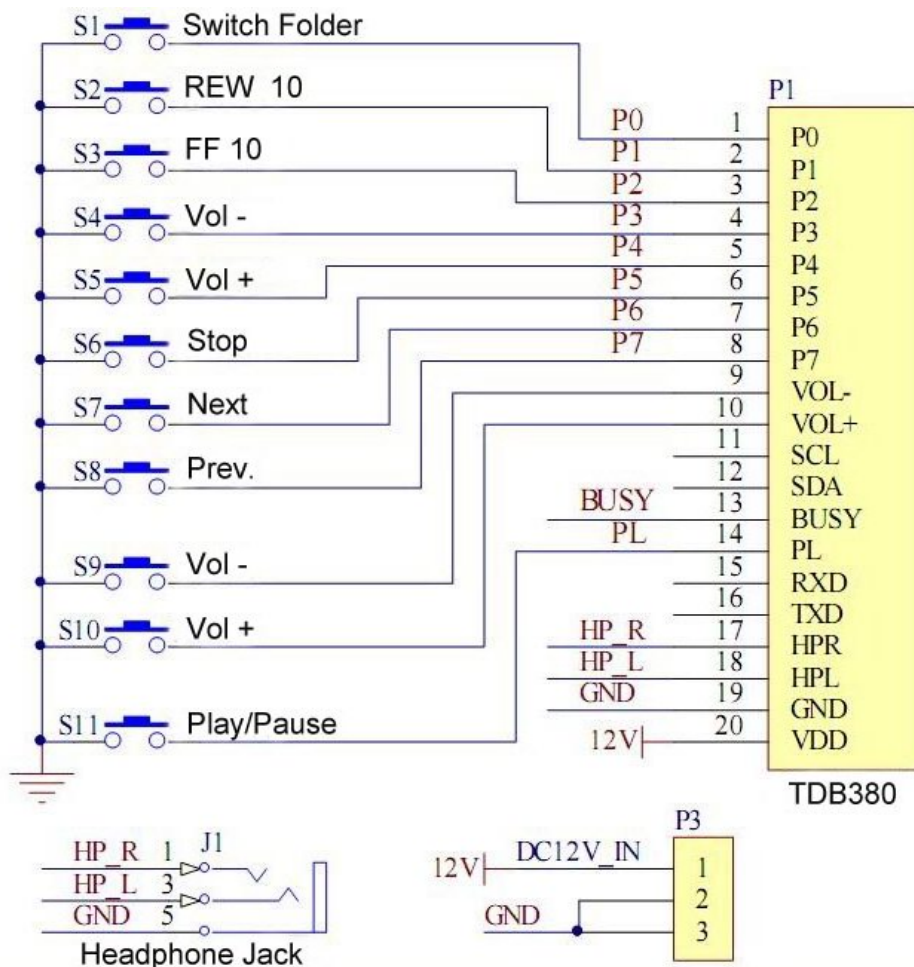 S1 Switch Folder
S2 REW 10
S3 FF 10
S4 Vol -
S5 Vol +
S6 Stop
S7 Next
S8 Prev.
S9 Vol -
S10 Vol +
S11 Play/Pause
P1
P0 1 P0
P1 2 P1
P2 3 P2
P3 4 P3
P4 5 P4
P5 6 P5
P6 7 P6
P7 8 P7
9 VOL-
10 VOL+
11 SCL
12 SDA
BUSY 13 BUSY
PL 14 PL
15 RXD
16 TXD
HP_R 17 HPR
HP_L 18 HPL
GND 19 GND
12V 20 VDD
TDB380
HP_R 1 J1
HP_L 3
GND 5
Headphone Jack
P3
12V DC12V_IN 1
2
GND 3